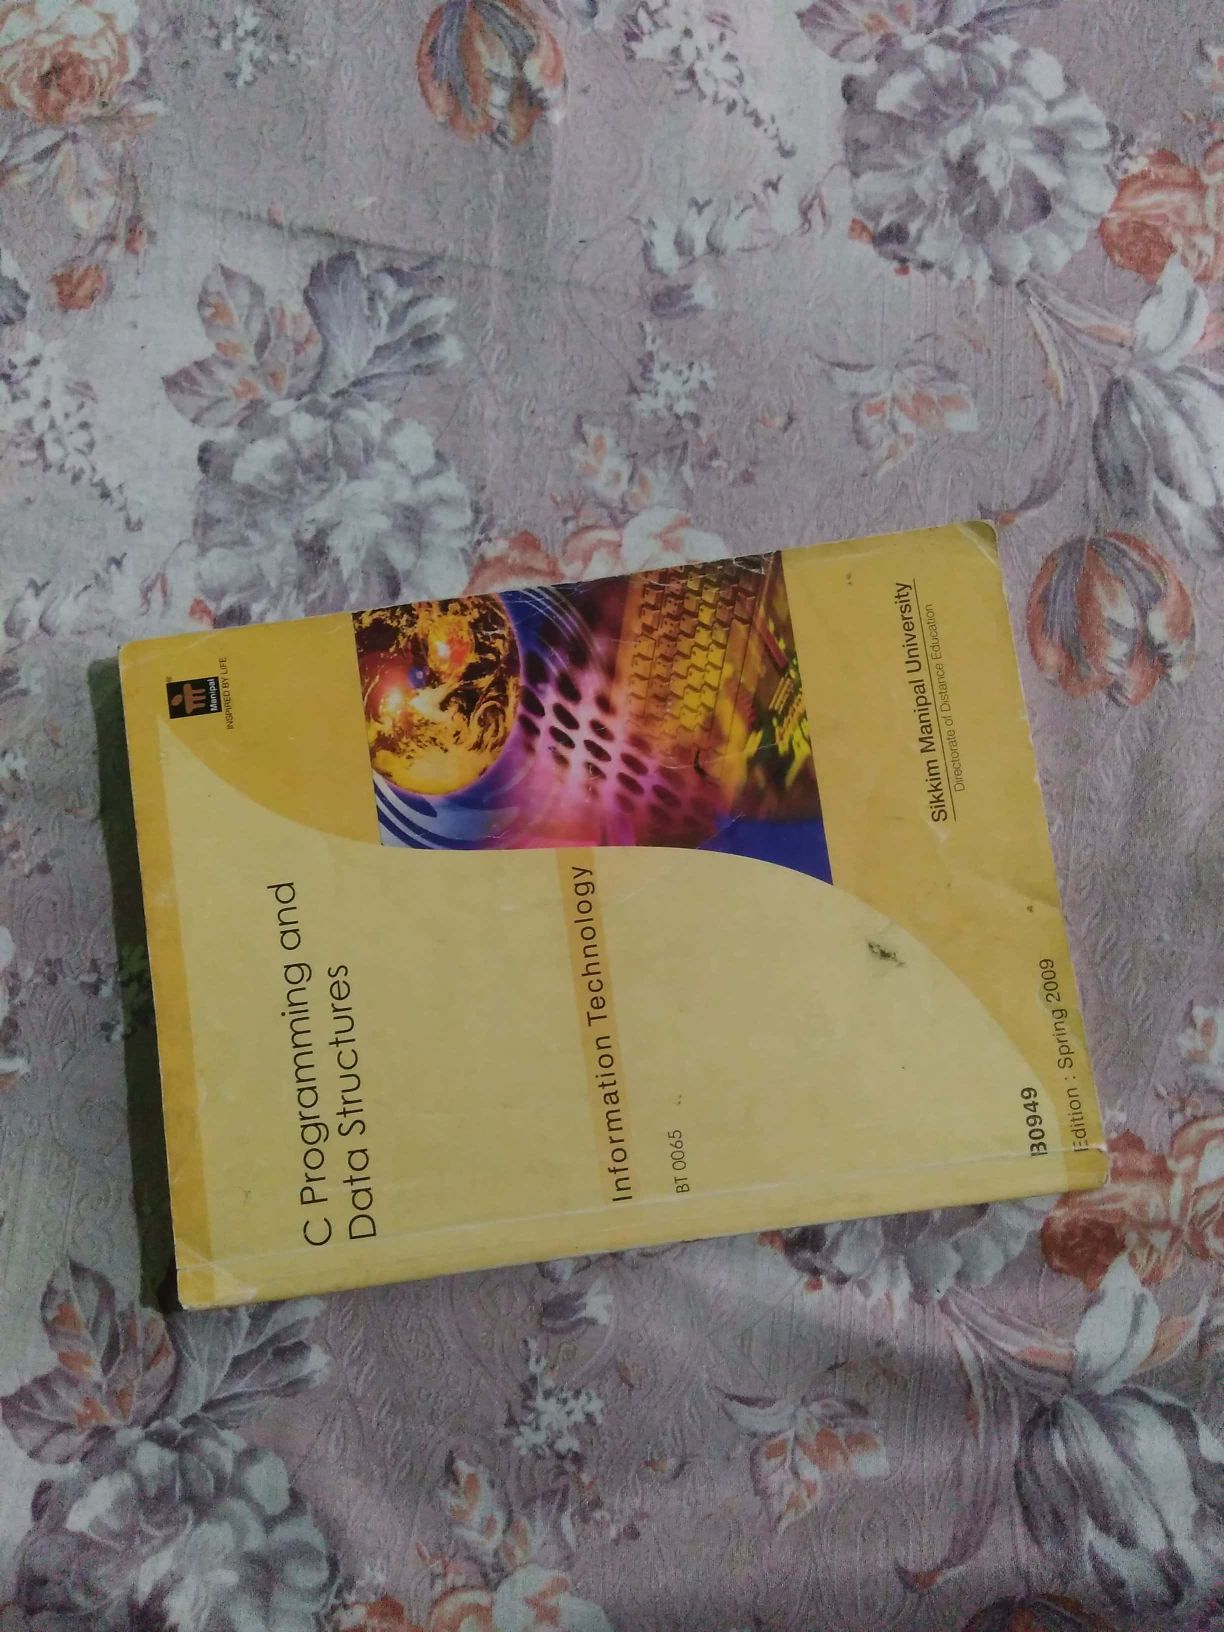 Manipal
INSPIRED BY LIFE
C Programming and
Data Structures
Information Technology
BT 0065
Sikkim Manipal University
Directorate of Distance Education
B0949
Edition : Spring 2009